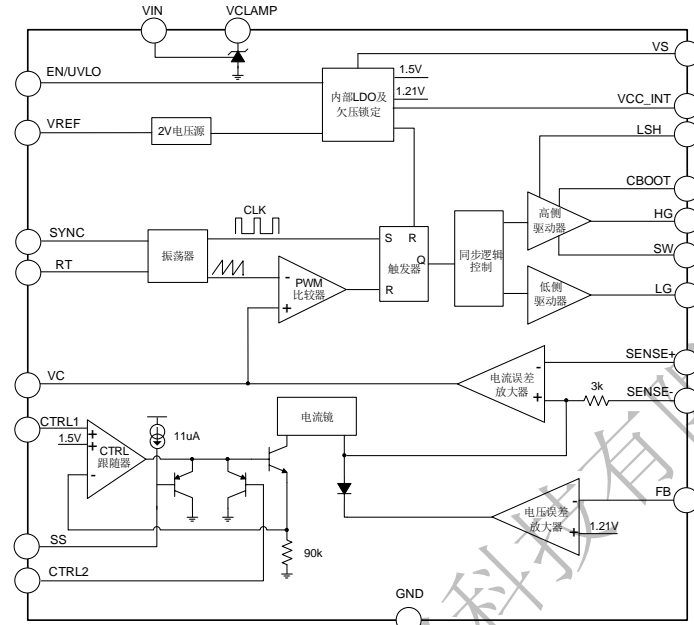 VIN
VCLAMP
VS
EN/UVLO
1.5V
内部LDO及
欠压锁定
1.21V
VCC_INT
VREF
2V电压源
LSH
CBOOT
CLK
高侧
驱动器
HG
SYNC
振荡器
S
R
触发器
Q
R
同步逻辑
控制
SW
RT
-
PWM
比较器
+
低侧
驱动器
LG
VC
电流误差
放大器
-
+
SENSE+
3k
SENSE-
电流镜
CTRL1
1.5V
+
+
-
CTRL
跟随器
11uA
电压误差
放大器
-
+
FB
1.21V
SS
90k
CTRL2
GND
科技有限